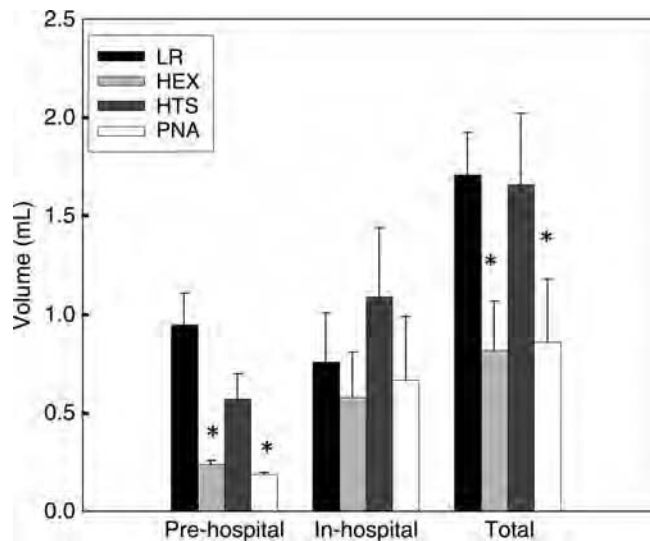 2.5
2.0
1.5
1.0
0.5
0.0
Volume (mL)
LR
HEX
HTS
PNA
*
*
*
*
Pre-hospital In-hospital Total